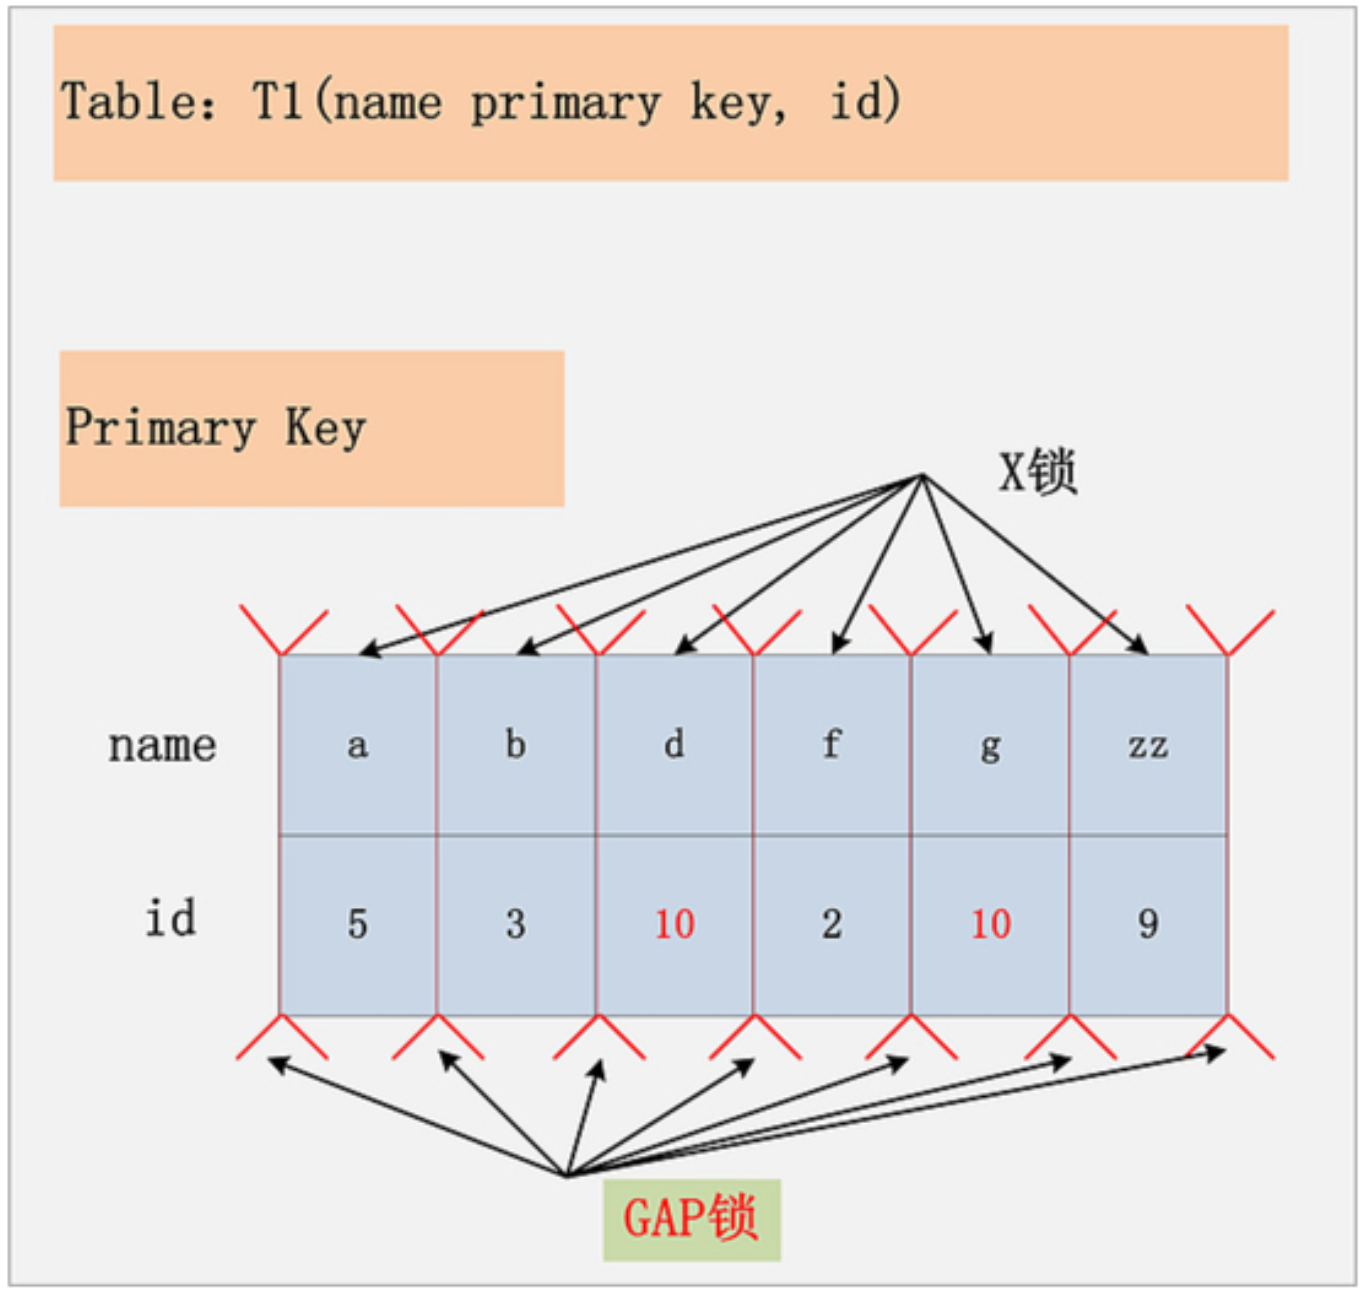 Table：T1(name primary key, id)
Primary Key
X锁
name a b d f g zz
id 5 3 10 2 10 9
GAP锁